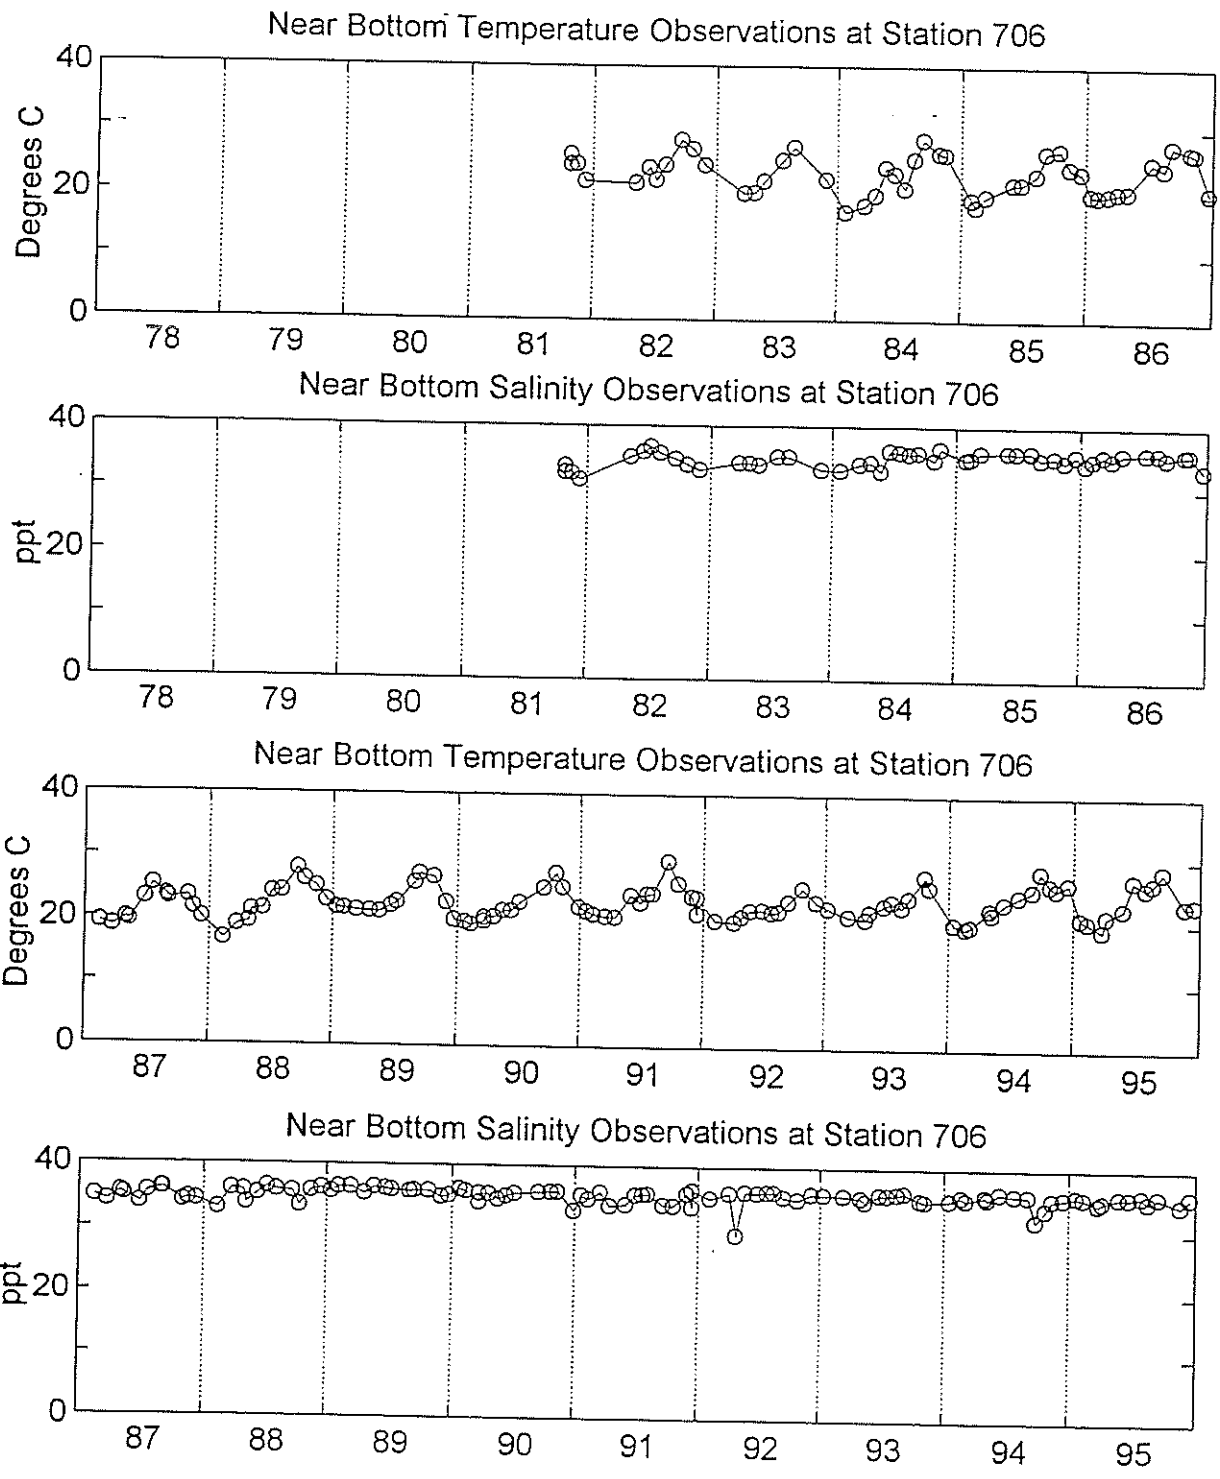 Near Bottom Temperature Observations at Station 706
40
Degrees C
20
0
78 79 80 81 82 83 84 85 86
Near Bottom Salinity Observations at Station 706
40
ppt
20
0
78 79 80 81 82 83 84 85 86
Near Bottom Temperature Observations at Station 706
40
Degrees C
20
0
87 88 89 90 91 92 93 94 95
Near Bottom Salinity Observations at Station 706
40
ppt
20
0
87 88 89 90 91 92 93 94 95